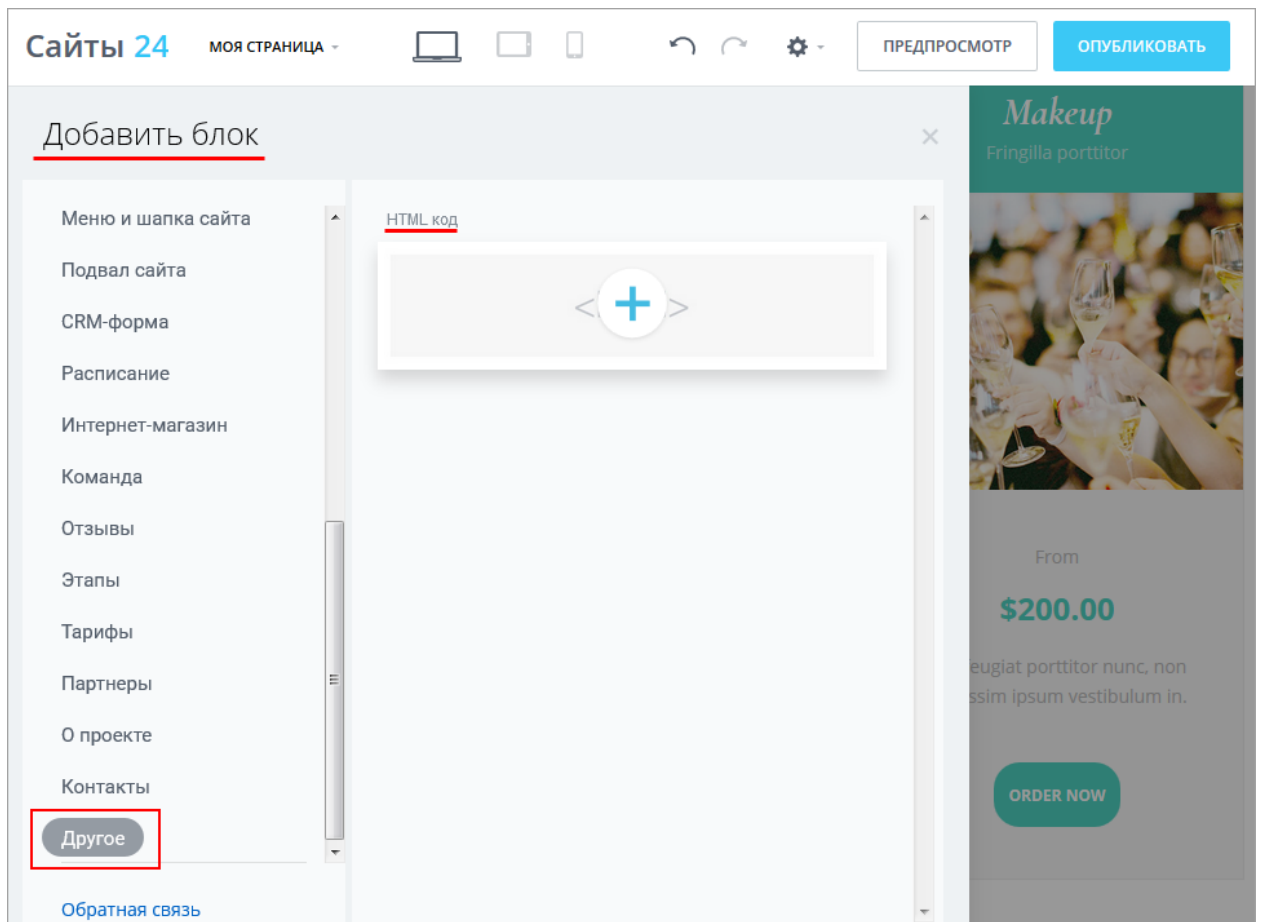 Сайты 24
МОЯ СТРАНИЦА
ПРЕДПРОСМОТР
ОПУБЛИКОВАТЬ
Добавить блок
Меню и шапка сайта
Подвал сайта
CRM-форма
Расписание
Интернет-магазин
Команда
Отзывы
Этапы
Тарифы
Партнеры
О проекте
Контакты
Другое
Обратная связь
HTML код
Makeup
Fringilla porttitor
From
$200.00
eugiat porttitor nunc, non
ssim ipsum vestibulum in.
ORDER NOW